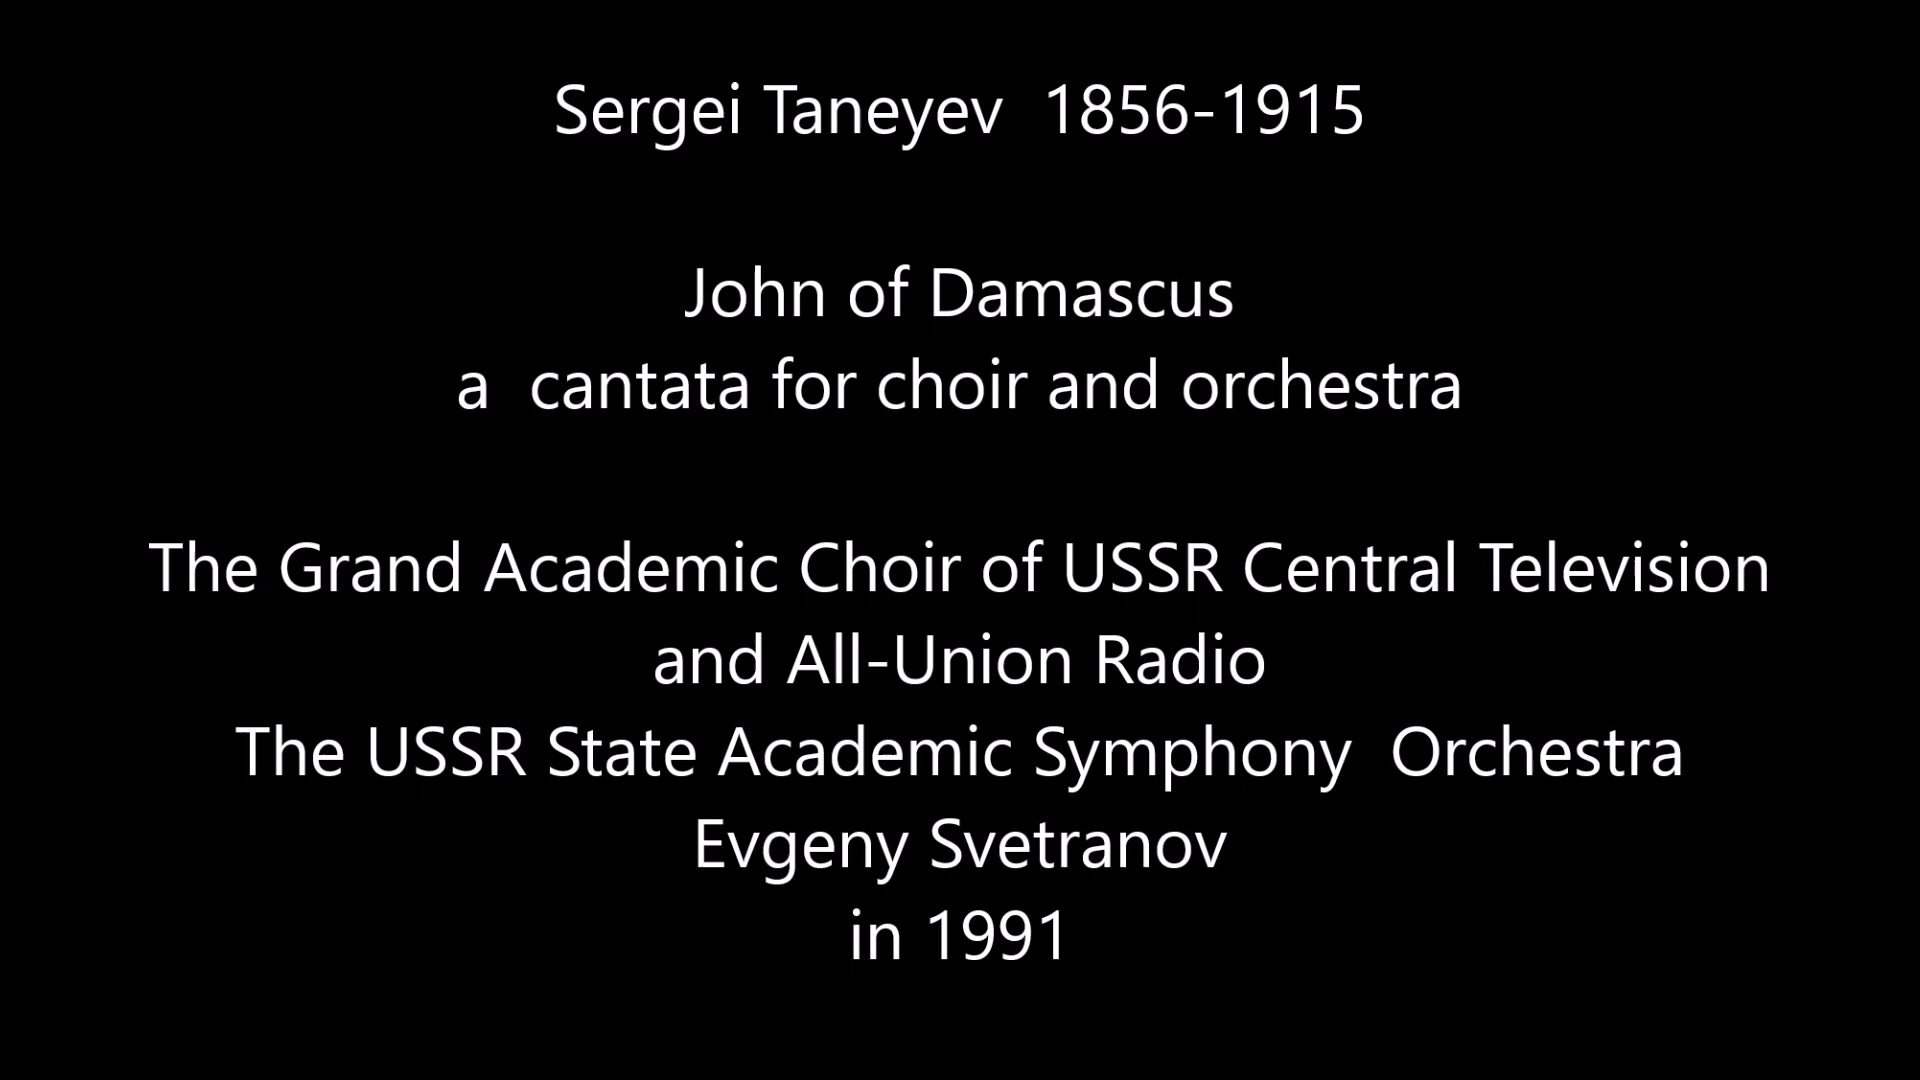 Sergei Taneyev  1856-1915
John of Damascus
a  cantata for choir and orchestra
The Grand Academic Choir of USSR Central Television
and All-Union Radio
The USSR State Academic Symphony  Orchestra
Evgeny Svetranov
in 1991